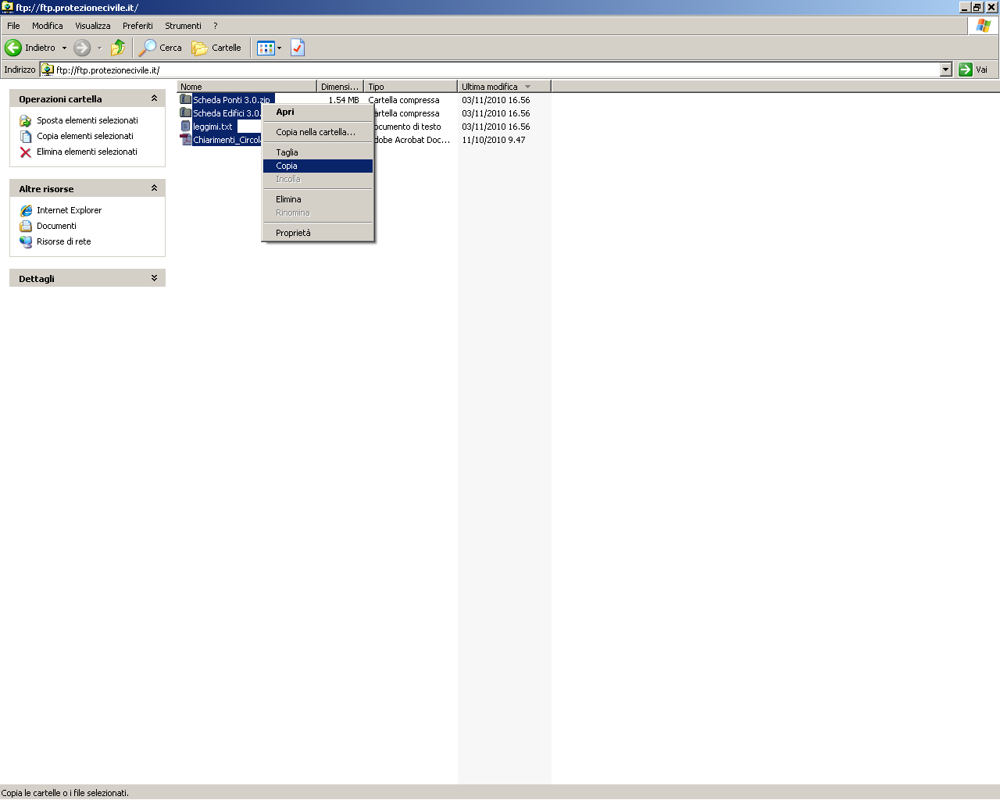 ftp://ftp.protezionecivile.it/
File Modifica Visualizza Preferiti Strumenti ?
Indietro Cerca Cartelle
Indirizzo ftp://ftp.protezionecivile.it/ Vai
Operazioni cartella
Sposta elementi selezionati
Copia elementi selezionati
Elimina elementi selezionati
Altre risorse
Internet Explorer
Documenti
Risorse di rete
Dettagli
Nome Dimensi... Tipo Ultima modifica
Scheda Ponti 3.0.zip 1.54 MB Cartella compressa 03/11/2010 16.56
Scheda Edifici 3.0. artella compressa 03/11/2010 16.56
leggimi.txt ocumento di testo 03/11/2010 16.56
Chiarimenti_Circol dobe Acrobat Doc... 11/10/2010 9.47
Apri
Copia nella cartella...
Taglia
Copia
Incolla
Elimina
Rinomina
Proprietà
Copia le cartelle o i file selezionati.